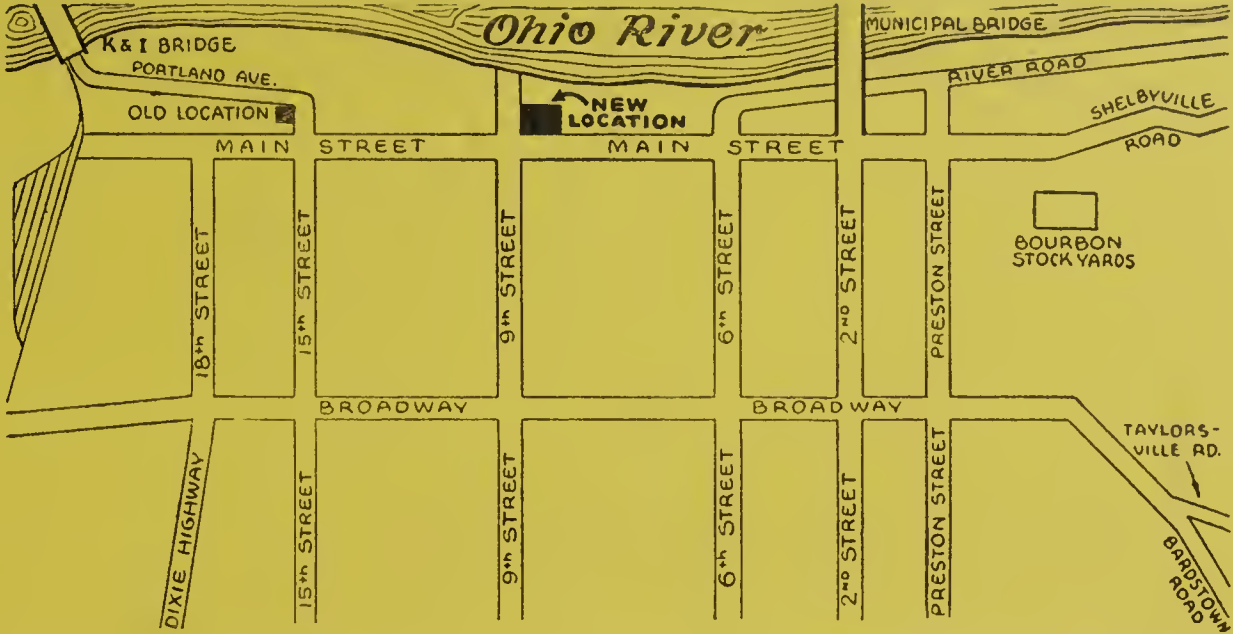 Ohio River
MUNICIPAL BRIDGE
K & I BRIDGE
PORTLAND AVE.
RIVER ROAD
OLD LOCATION
NEW
LOCATION
SHELBYVILLE
ROAD
MAIN STREET
MAIN STREET
18th STREET
15th STREET
9th STREET
6th STREET
2ND STREET
PRESTON STREET
BOURBON
STOCK YARDS
BROADWAY
BROADWAY
TAYLORS-
VILLE RD.
DIXIE HIGHWAY
15th STREET
9th STREET
6th STREET
2ND STREET
PRESTON STREET
BARDSTOWN
ROAD